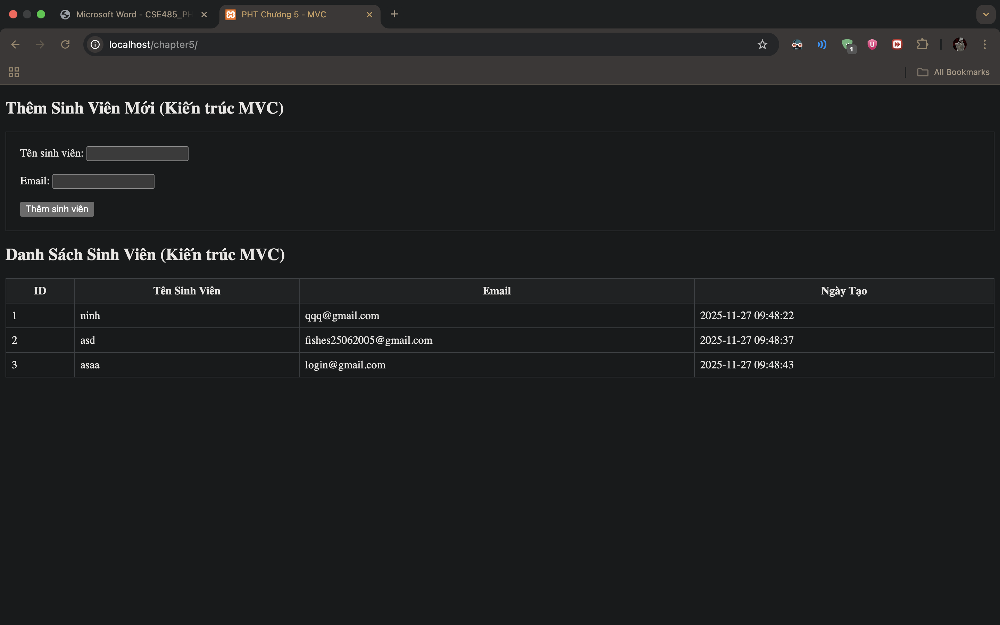 Microsoft Word - CSE485_PH
PHT Chương 5 - MVC
localhost/chapter5/
1
All Bookmarks
Thêm Sinh Viên Mới (Kiến trúc MVC)
Tên sinh viên:
Email:
Thêm sinh viên
Danh Sách Sinh Viên (Kiến trúc MVC)
ID Tên Sinh Viên Email Ngày Tạo
1 ninh qqq@gmail.com 2025-11-27 09:48:22
2 asd fishes25062005@gmail.com 2025-11-27 09:48:37
3 asaa login@gmail.com 2025-11-27 09:48:43